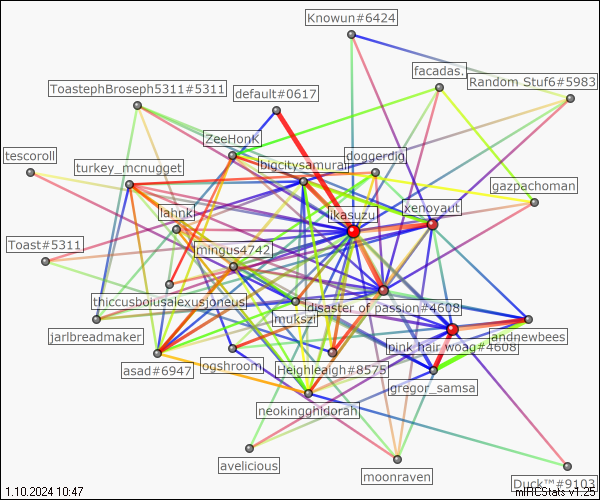 Knowun#6424
facadas.
Random Stuf6#5983
ToastephBroseph5311#5311
default#0617
ZeeHonK
tescoroll
turkey_mcnugget
bigcitysamurai
doggerdig
gazpachoman
lahnk
ikasuzu
xenoyaut
Toast#5311
mingus4742
thiccusboiusalexusjoneus
disaster of passion#4608
mukszi
jarlbreadmaker
pink hair woag#4608
landnewbees
asad#6947
ogshroom
Heighleaigh#8575
gregor_samsa
neokingghidorah
avelicious
moonraven
Duck™#9103
1.10.2024 10:47
mIRCStats v1.25